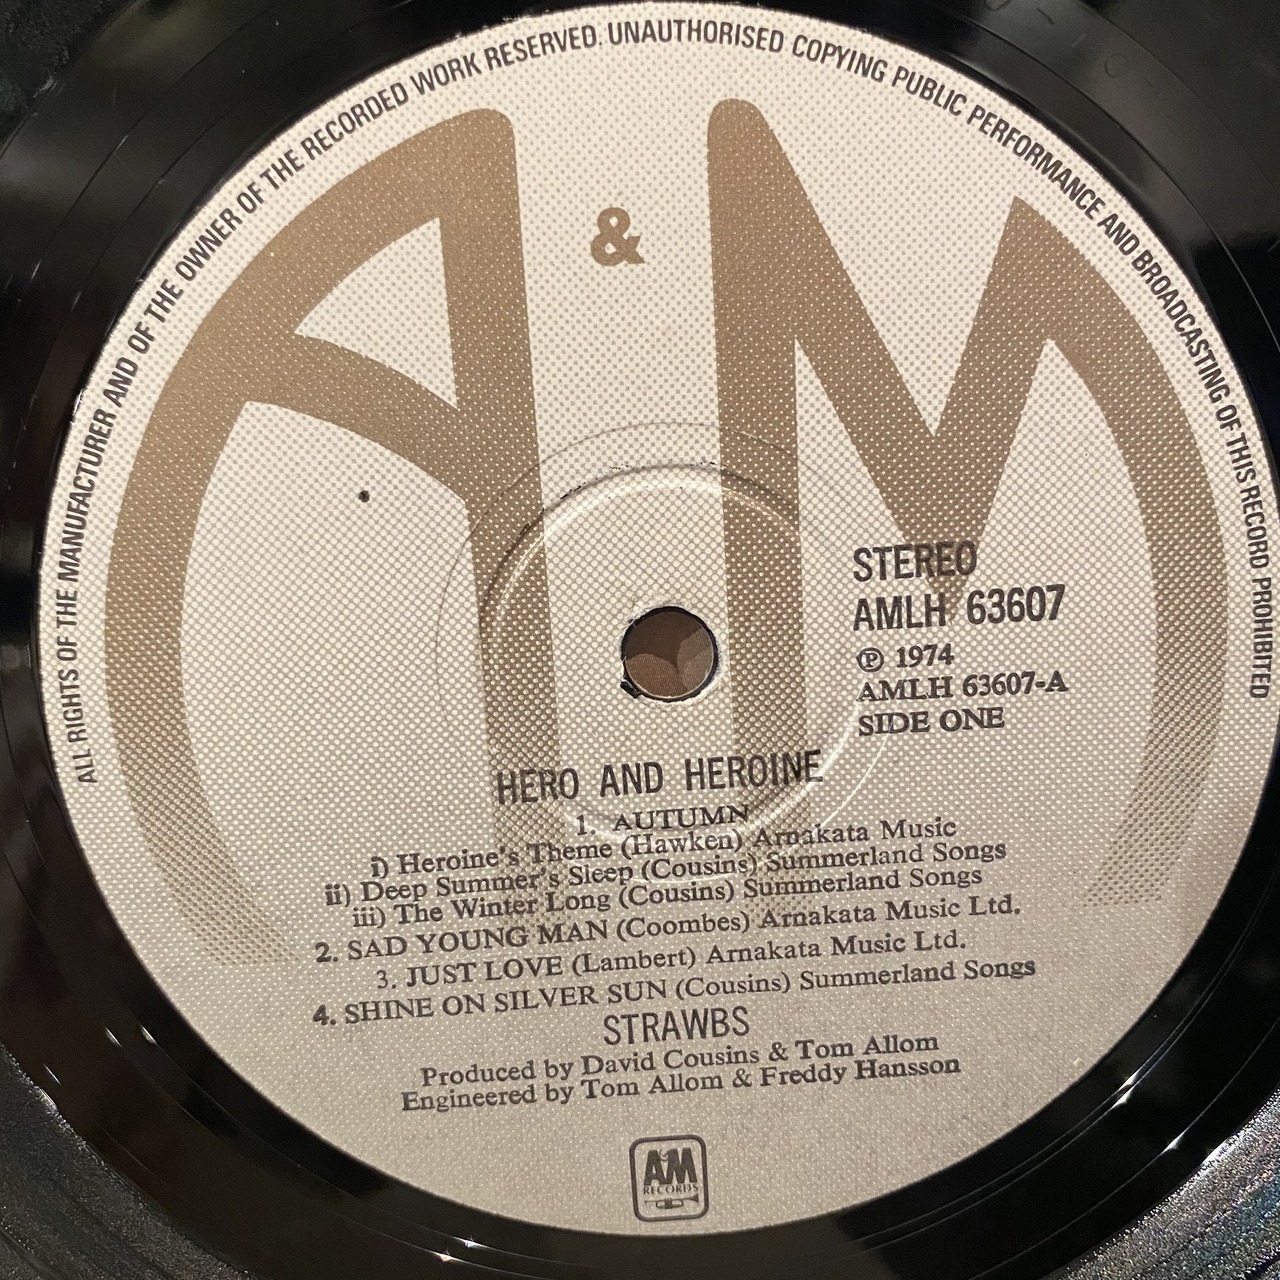 ALL RIGHTS OF THE MANUFACTURER AND OF THE OWNER OF THE RECORDED WORK RESERVED. UNAUTHORISED COPYING PUBLIC PERFORMANCE AND BROADCASTING OF THIS RECORD PROHIBITED
A & M
STEREO
AMLH 63607
℗ 1974
AMLH 63607-A
SIDE ONE
HERO AND HEROINE
1. AUTUMN
i) Heroine's Theme (Hawken) Arnakata Music
ii) Deep Summer's Sleep (Cousins) Summerland Songs
iii) The Winter Long (Cousins) Summerland Songs
2. SAD YOUNG MAN (Coombes) Arnakata Music Ltd.
3. JUST LOVE (Lambert) Arnakata Music Ltd.
4. SHINE ON SILVER SUN (Cousins) Summerland Songs
STRAWBS
Produced by David Cousins & Tom Allom
Engineered by Tom Allom & Freddy Hansson
A&M
RECORDS